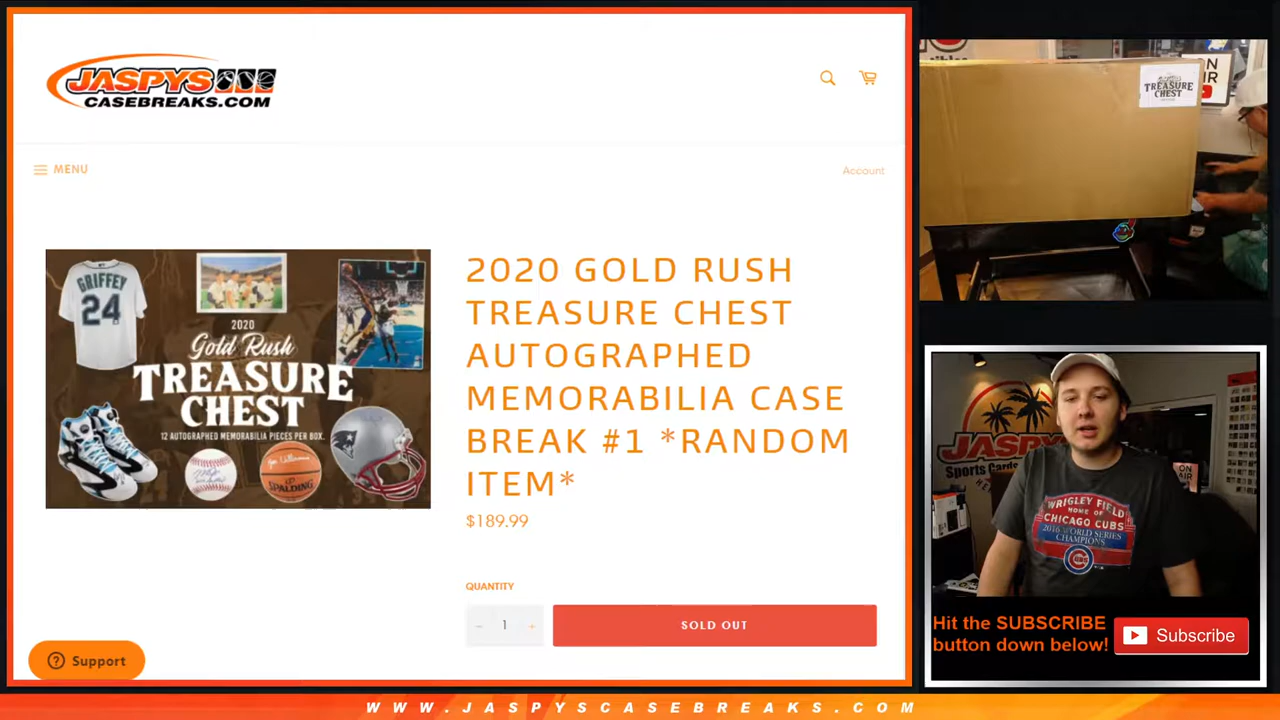 JASPYS
CASEBREAKS.COM
MENU
Account
GRIFFEY
24
2020
Gold Rush
TREASURE
CHEST
12 AUTOGRAPHED MEMORABILIA PIECES PER BOX.
SPALDING
2020 GOLD RUSH
TREASURE CHEST
AUTOGRAPHED
MEMORABILIA CASE
BREAK #1 *RANDOM
ITEM*
$189.99
QUANTITY
1
SOLD OUT
Support
TREASURE
CHEST
ON
AIR
JASPYS
Sports Cards
WRIGLEY FIELD
HOME OF
CHICAGO CUBS
2016 WORLD SERIES
CHAMPIONS
Hit the SUBSCRIBE
button down below!
Subscribe
WWW.JASPYSCASEBREAKS.COM